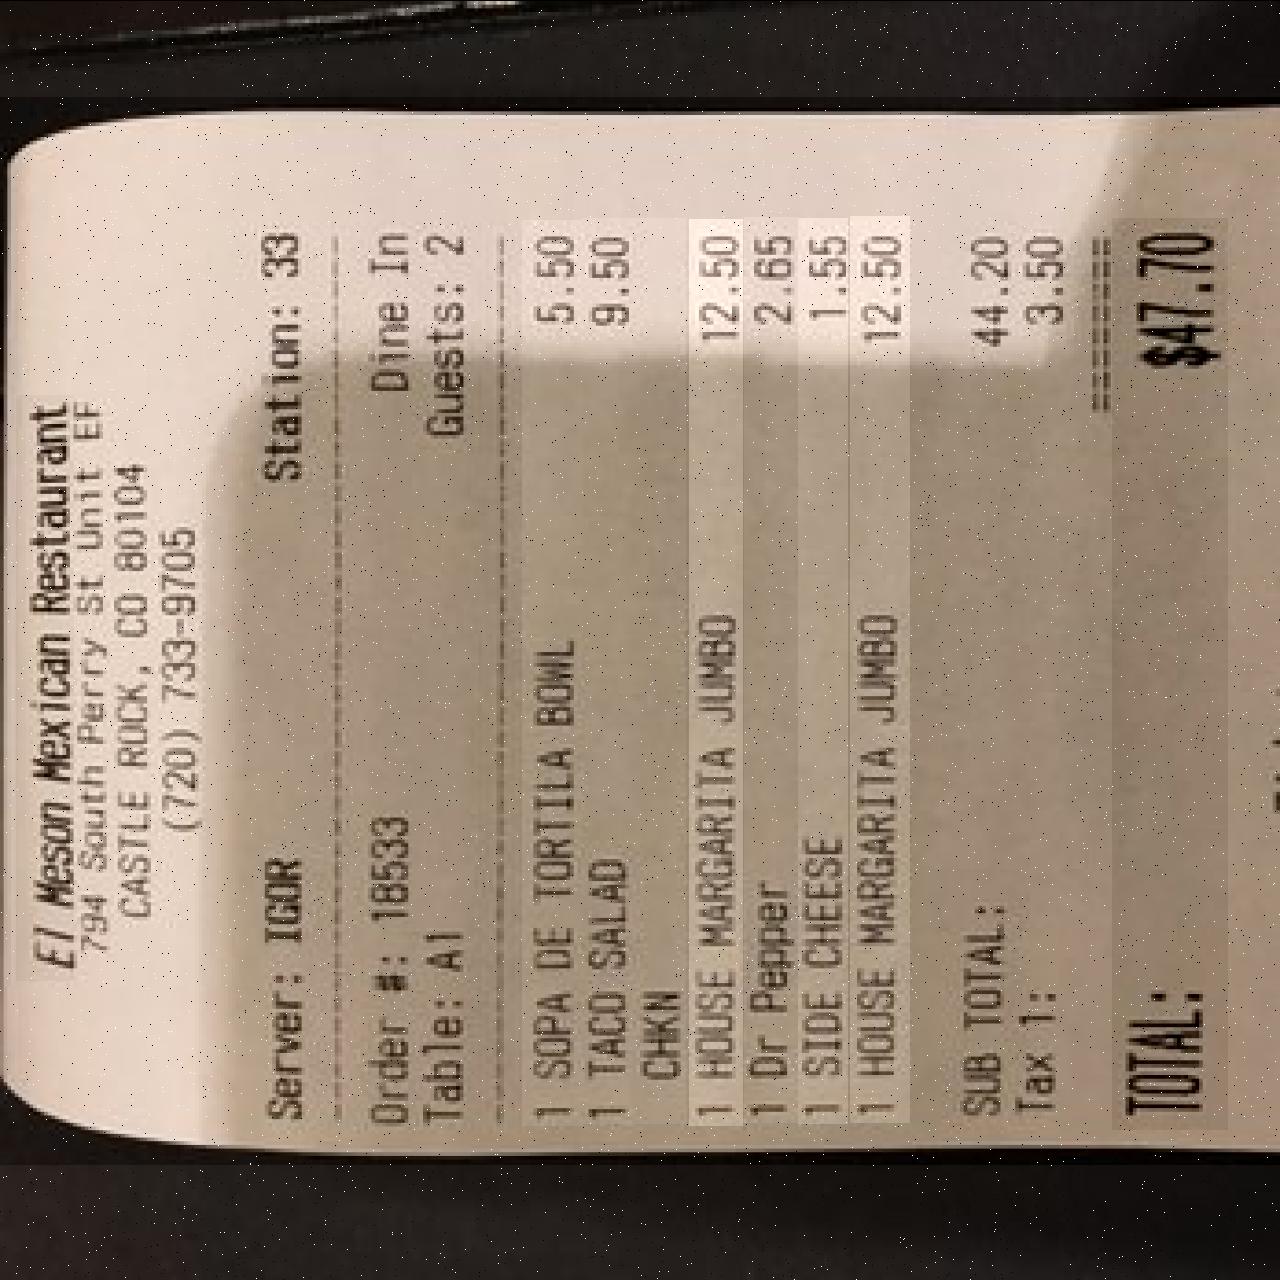 El Meson Mexican Restaurant
794 South Perry St Unit EF
CASTLE ROCK, CO 80104
(720) 733-9705
Server: IGOR Station: 33
Order #: 18533 Dine In
Table: A1 Guests: 2
1 SOPA DE TORTILA BOWL 5.50
1 TACO SALAD 9.50
CHKN
1 HOUSE MARGARITA JUMBO 12.50
1 Dr Pepper 2.65
1 SIDE CHEESE 1.55
1 HOUSE MARGARITA JUMBO 12.50
SUB TOTAL: 44.20
Tax 1: 3.50
TOTAL: $47.70